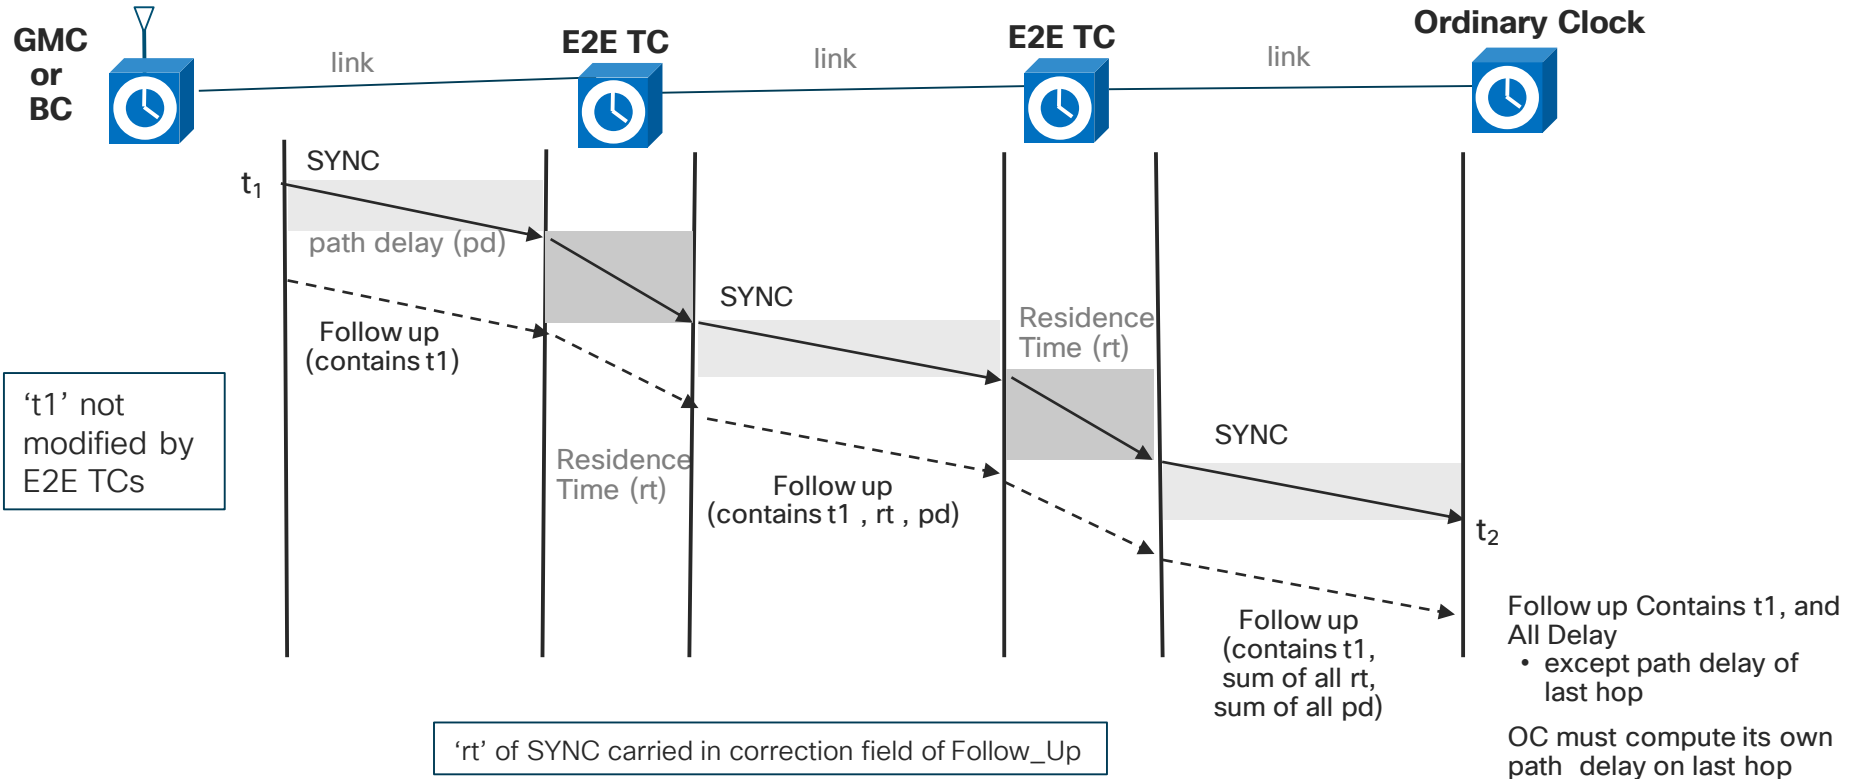 GMC
or
BC
link
E2E TC
link
E2E TC
link
Ordinary Clock
SYNC
t₁
path delay (pd)
SYNC
Residence
Time (rt)
Follow up
(contains t1)
‘t1’ not
modified by
E2E TCs
Residence
Time (rt)
Follow up
(contains t1 , rt , pd)
SYNC
t₂
Follow up
(contains t1,
sum of all rt,
sum of all pd)
Follow up Contains t1, and
All Delay
• except path delay of
last hop
OC must compute its own
path delay on last hop
‘rt’ of SYNC carried in correction field of Follow_Up